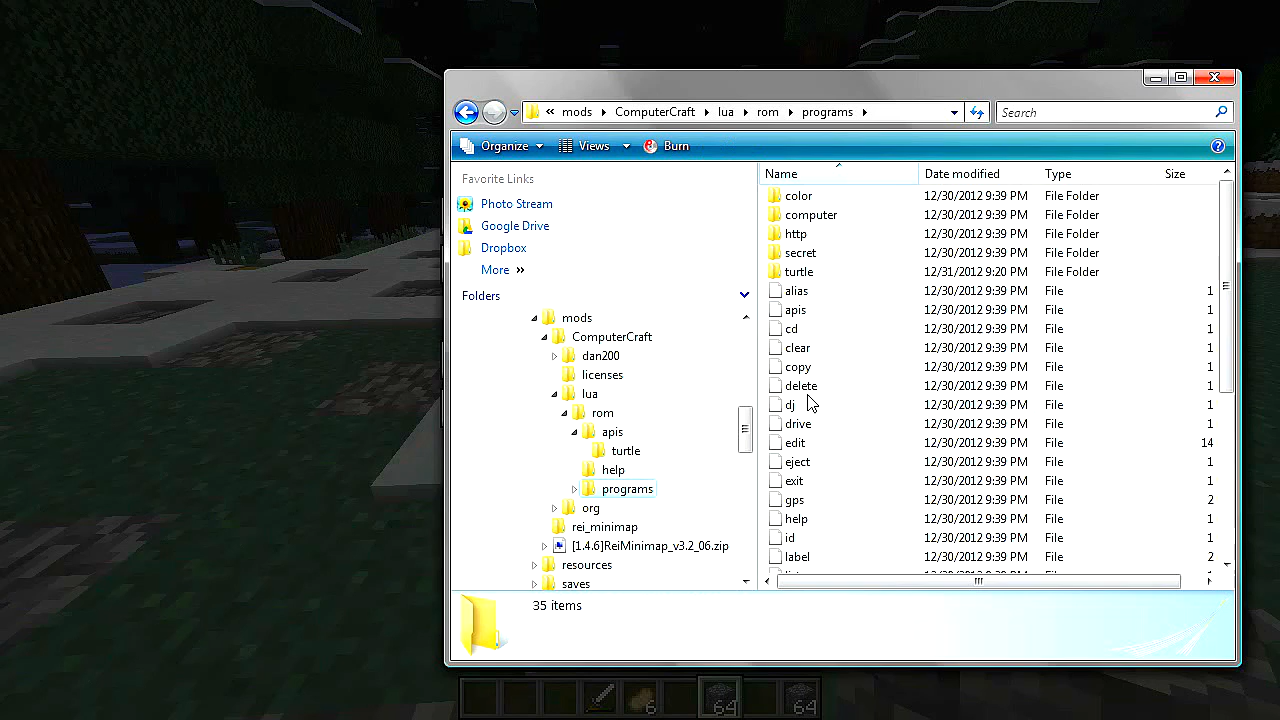 « mods ComputerCraft lua rom programs
Search
Organize Views Burn
Favorite Links
Photo Stream
Google Drive
Dropbox
More »
Folders
mods
ComputerCraft
dan200
licenses
lua
rom
apis
turtle
help
programs
org
rei_minimap
[1.4.6]ReiMinimap_v3.2_06.zip
resources
saves
Name Date modified Type Size
color 12/30/2012 9:39 PM File Folder
computer 12/30/2012 9:39 PM File Folder
http 12/30/2012 9:39 PM File Folder
secret 12/30/2012 9:39 PM File Folder
turtle 12/31/2012 9:20 PM File Folder
alias 12/30/2012 9:39 PM File 1
apis 12/30/2012 9:39 PM File 1
cd 12/30/2012 9:39 PM File 1
clear 12/30/2012 9:39 PM File 1
copy 12/30/2012 9:39 PM File 1
delete 12/30/2012 9:39 PM File 1
dj 12/30/2012 9:39 PM File 1
drive 12/30/2012 9:39 PM File 1
edit 12/30/2012 9:39 PM File 14
eject 12/30/2012 9:39 PM File 1
exit 12/30/2012 9:39 PM File 1
gps 12/30/2012 9:39 PM File 2
help 12/30/2012 9:39 PM File 1
id 12/30/2012 9:39 PM File 1
label 12/30/2012 9:39 PM File 2
35 items
6 64 64